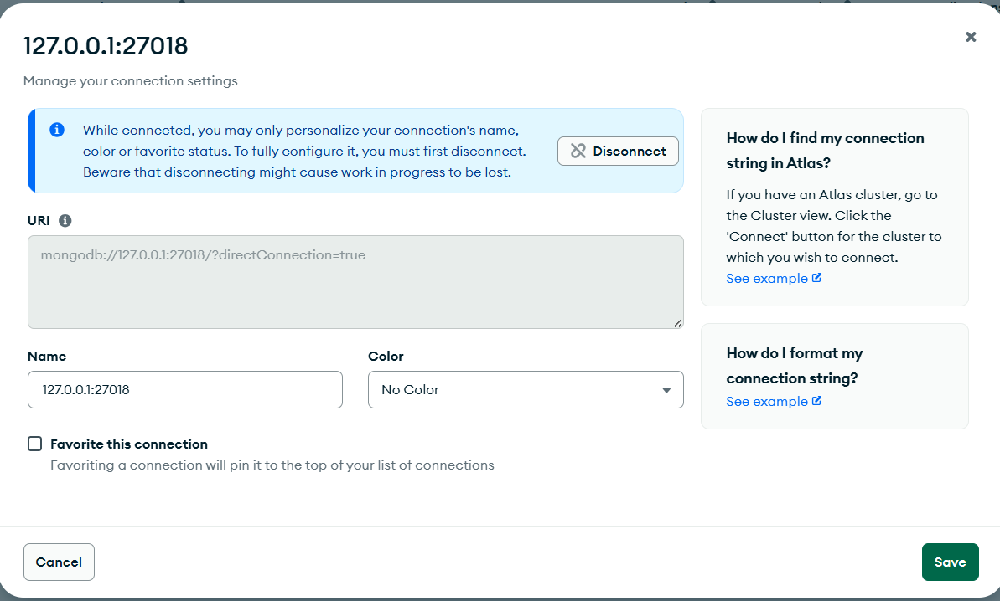 127.0.0.1:27018
Manage your connection settings
While connected, you may only personalize your connection's name,
color or favorite status. To fully configure it, you must first disconnect.
Beware that disconnecting might cause work in progress to be lost.
Disconnect
URI
mongodb://127.0.0.1:27018/?directConnection=true
Name
127.0.0.1:27018
Color
No Color
Favorite this connection
Favoriting a connection will pin it to the top of your list of connections
How do I find my connection
string in Atlas?
If you have an Atlas cluster, go to
the Cluster view. Click the
'Connect' button for the cluster to
which you wish to connect.
See example
How do I format my
connection string?
See example
Cancel
Save